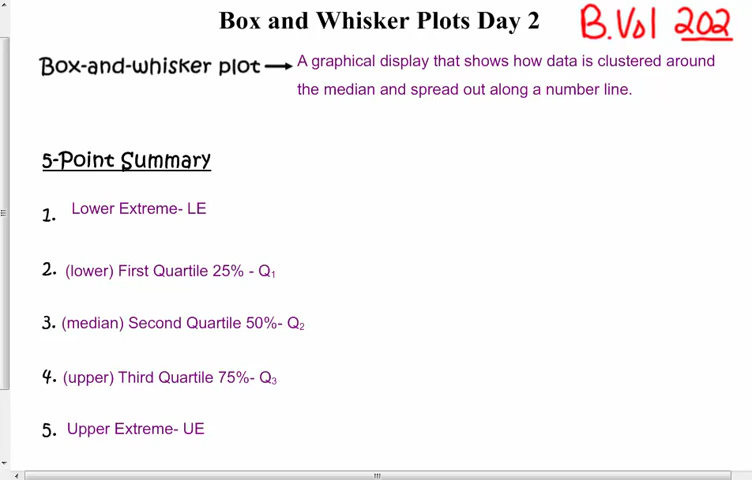 Box and Whisker Plots Day 2
B.Vol 202
Box-and-whisker plot → A graphical display that shows how data is clustered around
the median and spread out along a number line.
5-Point Summary
1. Lower Extreme- LE
2. (lower) First Quartile 25% - Q₁
3. (median) Second Quartile 50%- Q₂
4. (upper) Third Quartile 75%- Q₃
5. Upper Extreme- UE